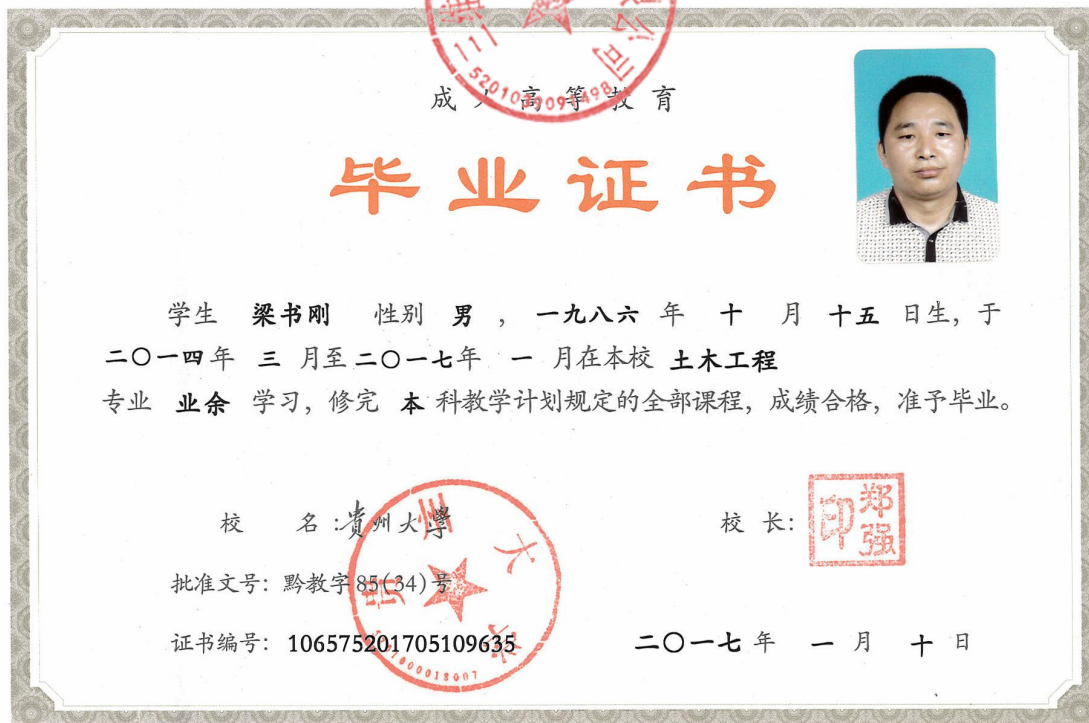 成人高等教育
毕业证书
学生 梁书刚 性别 男 , 一九八六 年 十 月 十五 日生, 于
二〇一四年 三 月至二〇一七年 一 月在本校 土木工程
专业 业余 学习, 修完 本 科教学计划规定的全部课程, 成绩合格, 准予毕业。
校 名:貴州大學
校长:
郑强印
批准文号: 黔教字85(34)号
证书编号: 106575201705109635
二〇一七 年 一 月 十 日
贵州大学